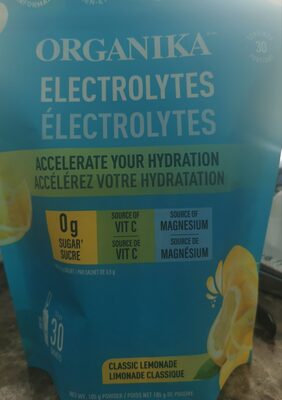 ORGANIKA
ELECTROLYTES
ÉLECTROLYTES
ACCELERATE YOUR HYDRATION
ACCÉLÉREZ VOTRE HYDRATATION
0g
SUGAR
SUCRE
SOURCE OF
VIT C
SOURCE DE
VIT C
SOURCE OF
MAGNESIUM
SOURCE DE
MAGNÉSIUM
30
30
CLASSIC LEMONADE
LIMONADE CLASSIQUE